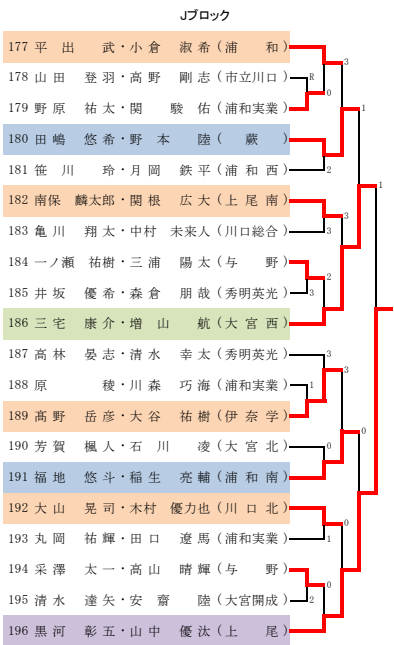 Jブロック
177 平 出 武・小 倉 淑 希 (浦 和)
3
178 山 田 登 羽・高 野 剛 志 (市立川口)
R
0
179 野 原 祐 太・関 駿 佑 (浦和実業)
1
180 田 嶋 悠 希・野 本 陸 (蕨)
181 笹 川 玲・月 岡 鉄 平 (浦 和 西)
2
1
182 南保 麟太郎・関 根 広 大 (上 尾 南)
3
183 亀 川 翔 太・中村 未来人 (川口総合)
3
184 一ノ瀬 祐樹・三 浦 陽 太 (与 野)
2
185 井 坂 優 希・森 倉 朋 哉 (秀明英光)
3
186 三 宅 康 介・増 山 航 (大 宮 西)
187 高 林 晏 志・清 水 幸 太 (秀明英光)
3
3
188 原 稜・川 森 巧 海 (浦和実業)
1
189 髙 野 岳 彦・大 谷 祐 樹 (伊 奈 学)
0
190 芳 賀 楓 人・石 川 凌 (大 宮 北)
0
191 福 地 悠 斗・稲 生 亮 輔 (浦 和 南)
192 大 山 晃 司・木村 優力也 (川 口 北)
0
193 丸 岡 祐 輝・田 口 遼 馬 (浦和実業)
1
194 采 澤 太 一・高 山 晴 輝 (与 野)
0
195 清 水 達 矢・安 齋 陸 (大宮開成)
2
196 黒 河 彰 五・山 中 優 汰 (上 尾)